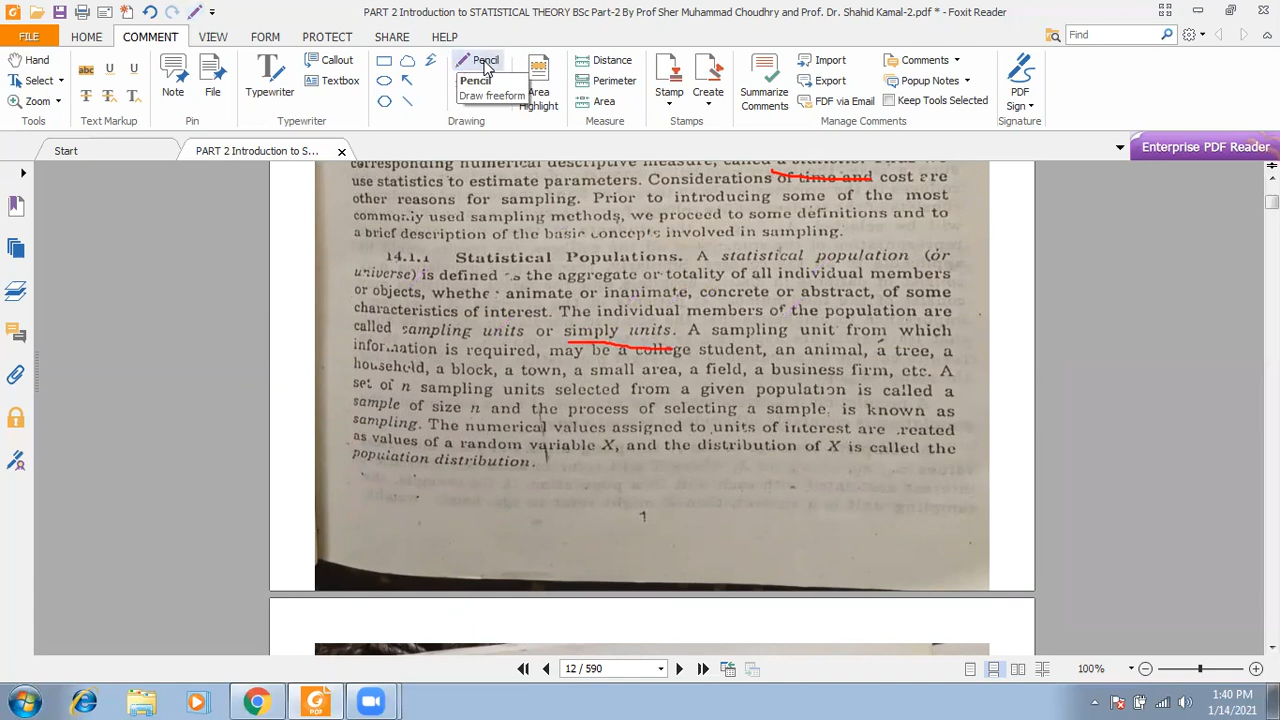 PART 2 Introduction to STATISTICAL THEORY BSc Part-2 By Prof Sher Muhammad Choudhry and Prof. Dr. Shahid Kamal-2.pdf * - Foxit Reader
FILE HOME COMMENT VIEW FORM PROTECT SHARE HELP Find
Hand Select Zoom Tools
abc U U T T T Text Markup
Note File Pin
Typewriter Callout Textbox Typewriter
Pencil Area Highlight Drawing
Pencil
Draw freeform
Distance Perimeter Area Measure
Stamp Create Stamps
Summarize Comments Import Export FDF via Email Comments Popup Notes Keep Tools Selected Manage Comments
PDF Sign Signature
Start PART 2 Introduction to S... Enterprise PDF Reader
corresponding numerical descriptive measure, called a statistic.
use statistics to estimate parameters. Considerations of time and cost are
other reasons for sampling. Prior to introducing some of the most
commonly used sampling methods, we proceed to some definitions and to
a brief description of the basic concepts involved in sampling.
14.1.1 Statistical Populations. A statistical population (or
universe) is defined as the aggregate or totality of all individual members
or objects, whether animate or inanimate, concrete or abstract, of some
characteristics of interest. The individual members of the population are
called sampling units or simply units. A sampling unit from which
information is required, may be a college student, an animal, a tree, a
household, a block, a town, a small area, a field, a business firm, etc. A
set of n sampling units selected from a given population is called a
sample of size n and the process of selecting a sample, is known as
sampling. The numerical values assigned to units of interest are treated
as values of a random variable X, and the distribution of X is called the
population distribution.
1
12 / 590 100%
PDF
1:40 PM
1/14/2021